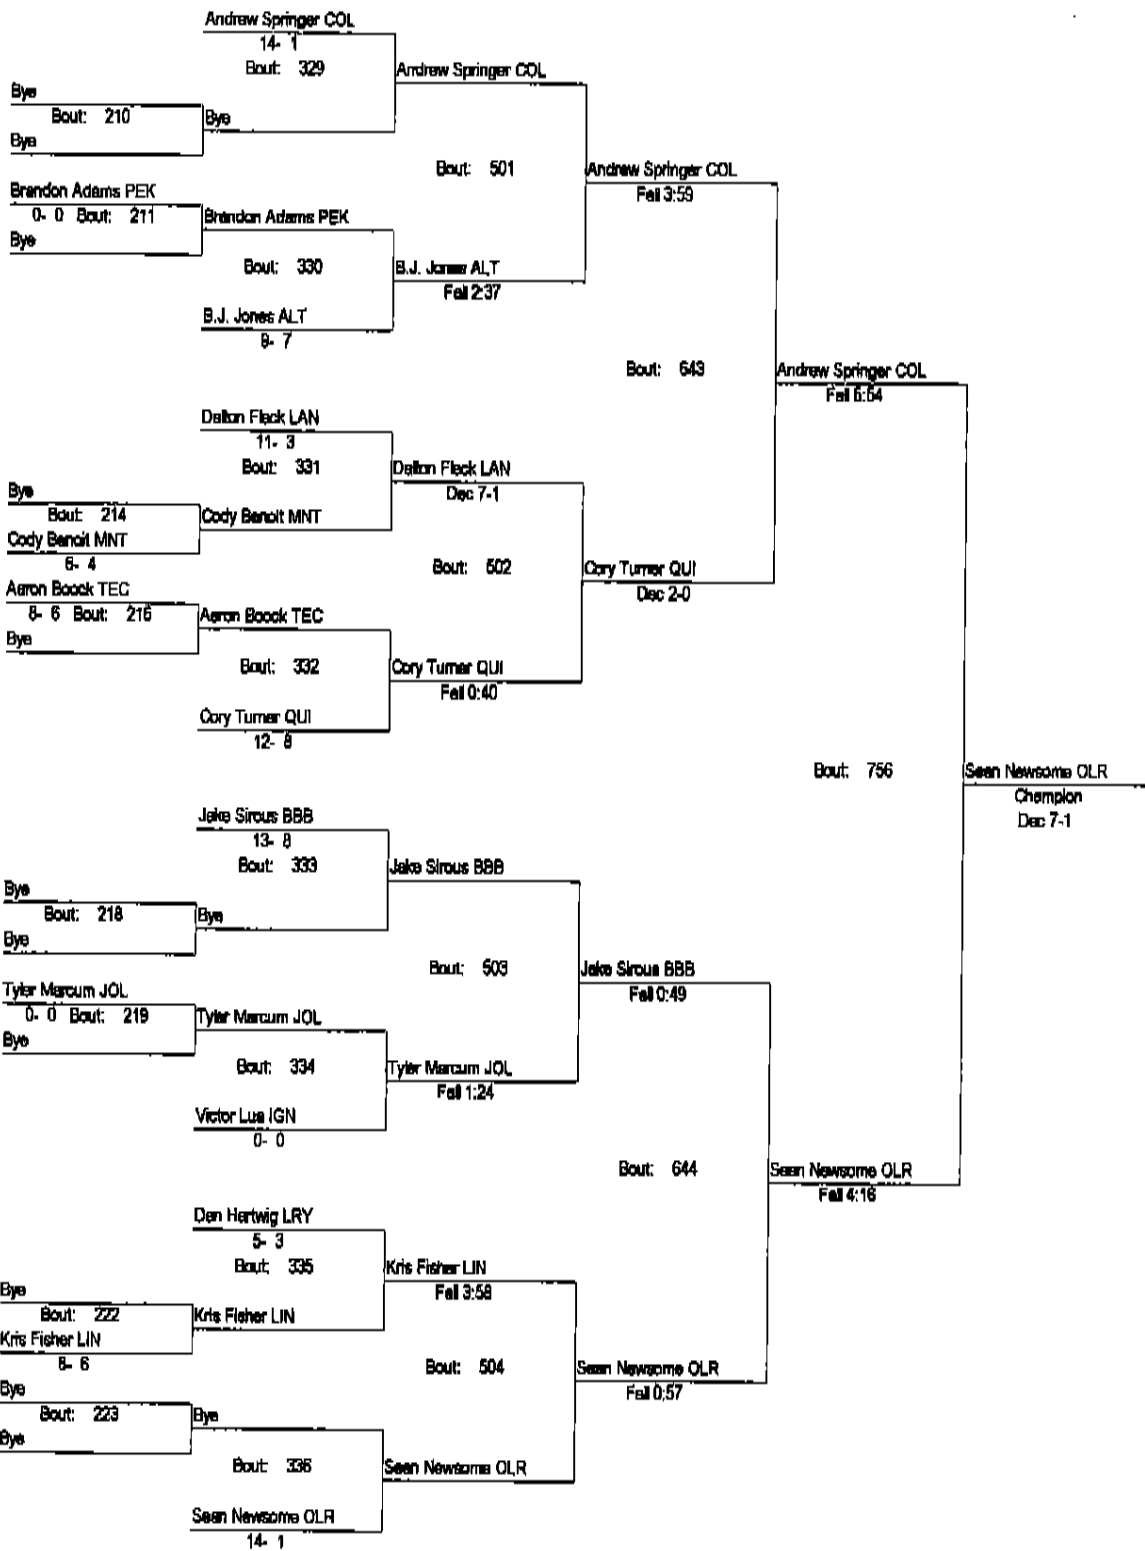 Andrew Springer COL
14- 1
Bout: 329
Andrew Springer COL
Bye
Bout: 210
Bye
Bye
Bout: 501
Andrew Springer COL
Fall 3:59
Brandon Adams PEK
0- 0 Bout: 211
Brandon Adams PEK
Bye
Bout: 330
B.J. Jones ALT
Fall 2:37
B.J. Jones ALT
9- 7
Bout: 643
Andrew Springer COL
Fall 5:54
Dalton Fleck LAN
11- 3
Bout: 331
Dalton Fleck LAN
Dec 7-1
Bye
Bout: 214
Cody Benoit MNT
Cody Benoit MNT
6- 4
Bout: 502
Cory Turner QUI
Dec 2-0
Aaron Boock TEC
8- 6 Bout: 215
Aaron Boock TEC
Bye
Bout: 332
Cory Turner QUI
Fall 0:40
Cory Turner QUI
12- 8
Bout: 756
Sean Newsome OLR
Champion
Dec 7-1
Jake Sirous BBB
13- 8
Bout: 333
Jake Sirous BBB
Bye
Bout: 218
Bye
Bye
Bout: 503
Jake Sirous BBB
Fall 0:49
Tyler Marcum JOL
0- 0 Bout: 219
Tyler Marcum JOL
Bye
Bout: 334
Tyler Marcum JOL
Fall 1:24
Victor Lua IGN
0- 0
Bout: 644
Sean Newsome OLR
Fall 4:16
Dan Hartwig LRY
5- 3
Bout: 335
Kris Fisher LIN
Fall 3:58
Bye
Bout: 222
Kris Fisher LIN
Kris Fisher LIN
8- 6
Bout: 504
Sean Newsome OLR
Fall 0:57
Bye
Bout: 223
Bye
Bye
Bout: 336
Sean Newsome OLR
Sean Newsome OLR
14- 1